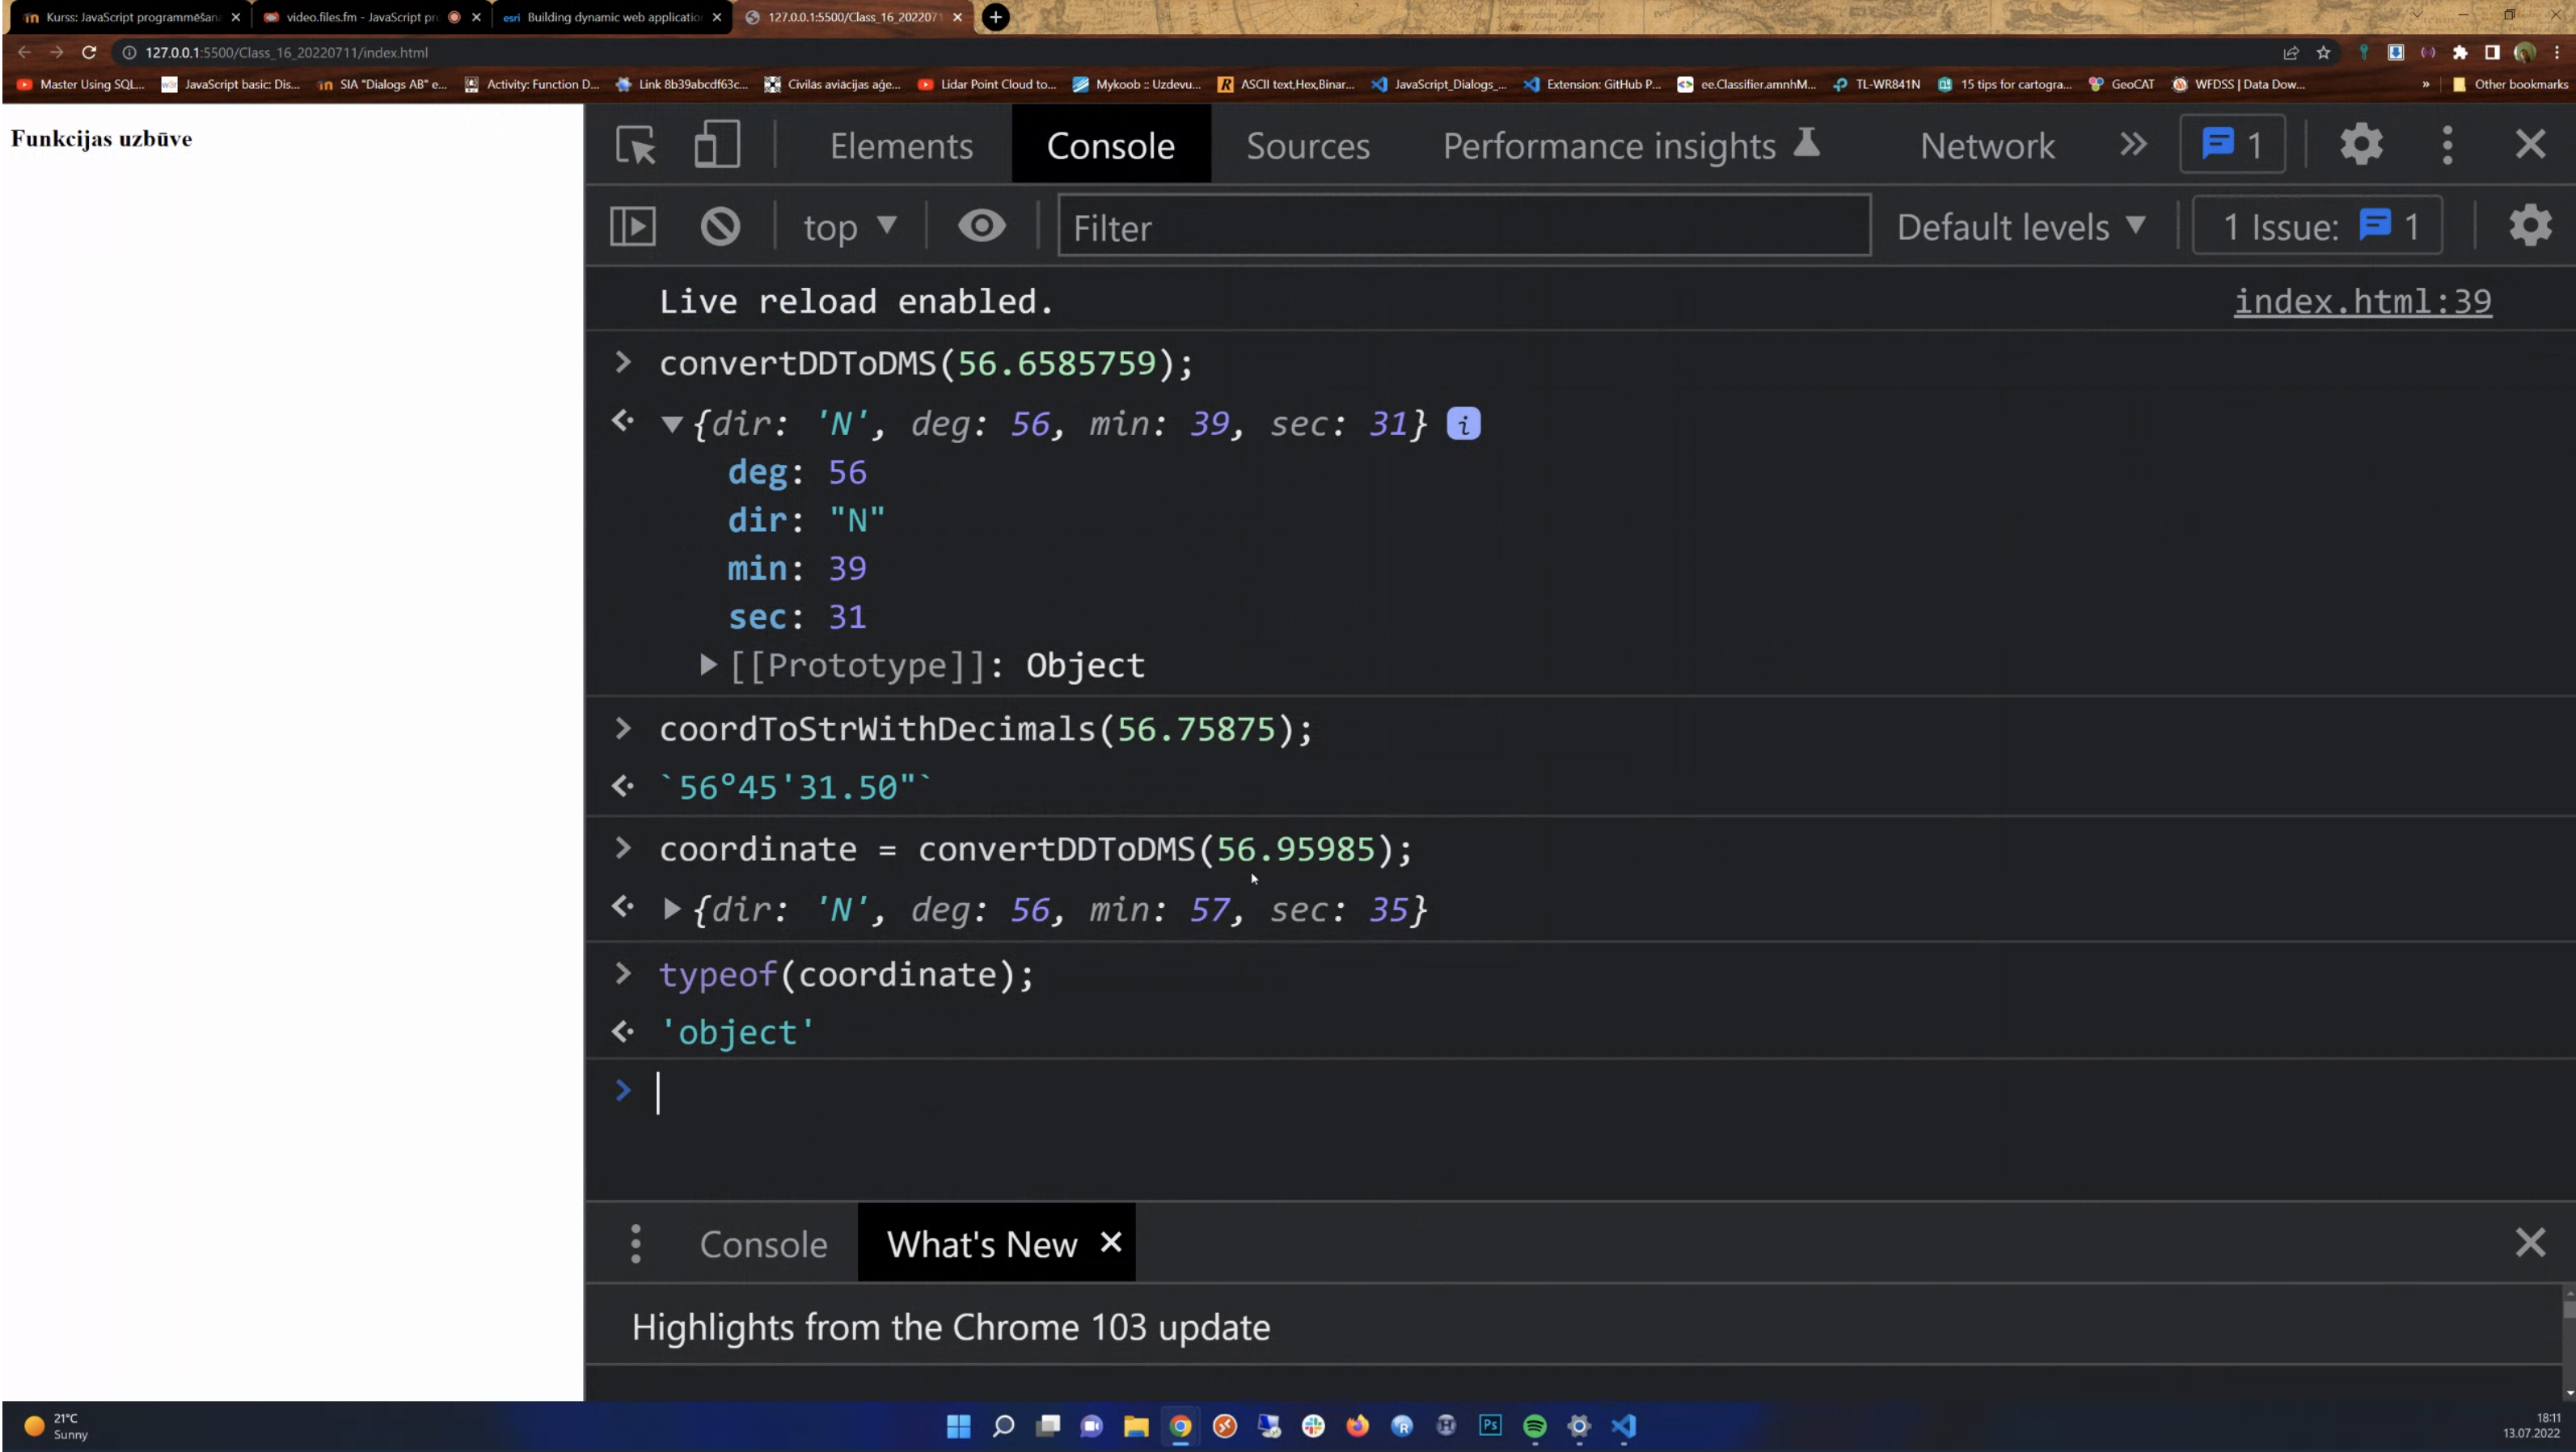 Kurss: JavaScript programmēšana
video.files.fm - JavaScript pr
esri Building dynamic web applicatio
127.0.0.1:5500/Class_16_2022071
127.0.0.1:5500/Class_16_20220711/index.html
Master Using SQL...
JavaScript basic: Dis...
SIA "Dialogs AB" e...
Activity: Function D...
Link 8b39abcdf63c...
Civilās aviācijas aģe...
Lidar Point Cloud to...
Mykoob :: Uzdevu...
ASCII text,Hex,Binar...
JavaScript_Dialogs_...
Extension: GitHub P...
ee.Classifier.amnhM...
TL-WR841N
15 tips for cartogra...
GeoCAT
WFDSS | Data Dow...
»
Other bookmarks
Funkcijas uzbūve
Elements Console Sources Performance insights Network » 1
top Filter Default levels 1 Issue: 1
Live reload enabled. index.html:39
> convertDDToDMS(56.6585759);
{dir: 'N', deg: 56, min: 39, sec: 31} i
deg: 56
dir: "N"
min: 39
sec: 31
[[Prototype]]: Object
> coordToStrWithDecimals(56.75875);
`56°45'31.50"`
> coordinate = convertDDToDMS(56.95985);
{dir: 'N', deg: 56, min: 57, sec: 35}
> typeof(coordinate);
'object'
>
Console What's New
Highlights from the Chrome 103 update
21°C
Sunny
Ps
18:11
13.07.2022